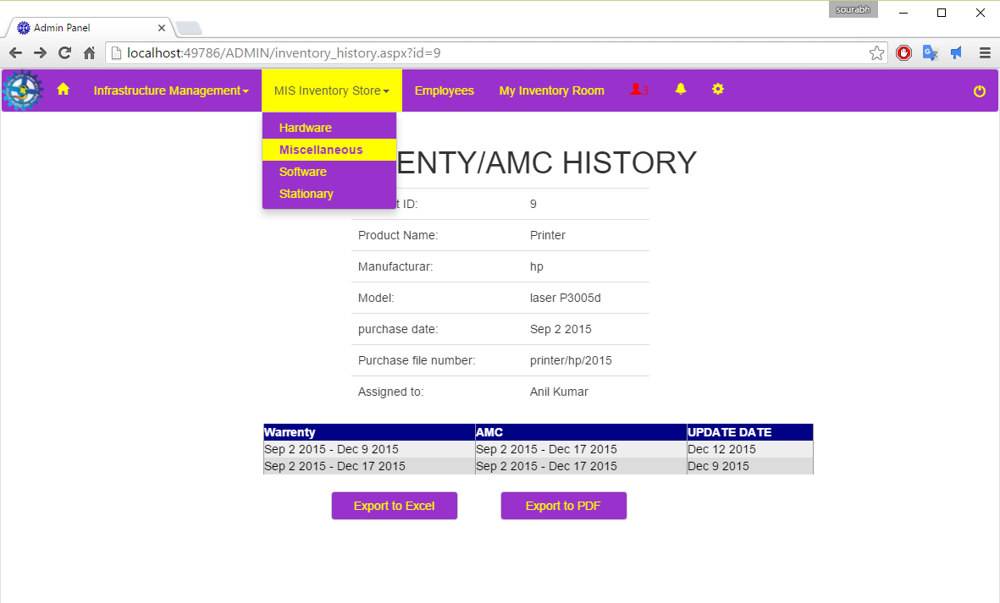 sourabh
Admin Panel
localhost:49786/ADMIN/inventory_history.aspx?id=9
Infrastructure Management MIS Inventory Store Employees My Inventory Room 3
Hardware
Miscellaneous
Software
Stationary
ENTY/AMC HISTORY
t ID: 9
Product Name: Printer
Manufacturar: hp
Model: laser P3005d
purchase date: Sep 2 2015
Purchase file number: printer/hp/2015
Assigned to: Anil Kumar
Warrenty AMC UPDATE DATE
Sep 2 2015 - Dec 9 2015 Sep 2 2015 - Dec 17 2015 Dec 12 2015
Sep 2 2015 - Dec 17 2015 Sep 2 2015 - Dec 17 2015 Dec 9 2015
Export to Excel Export to PDF